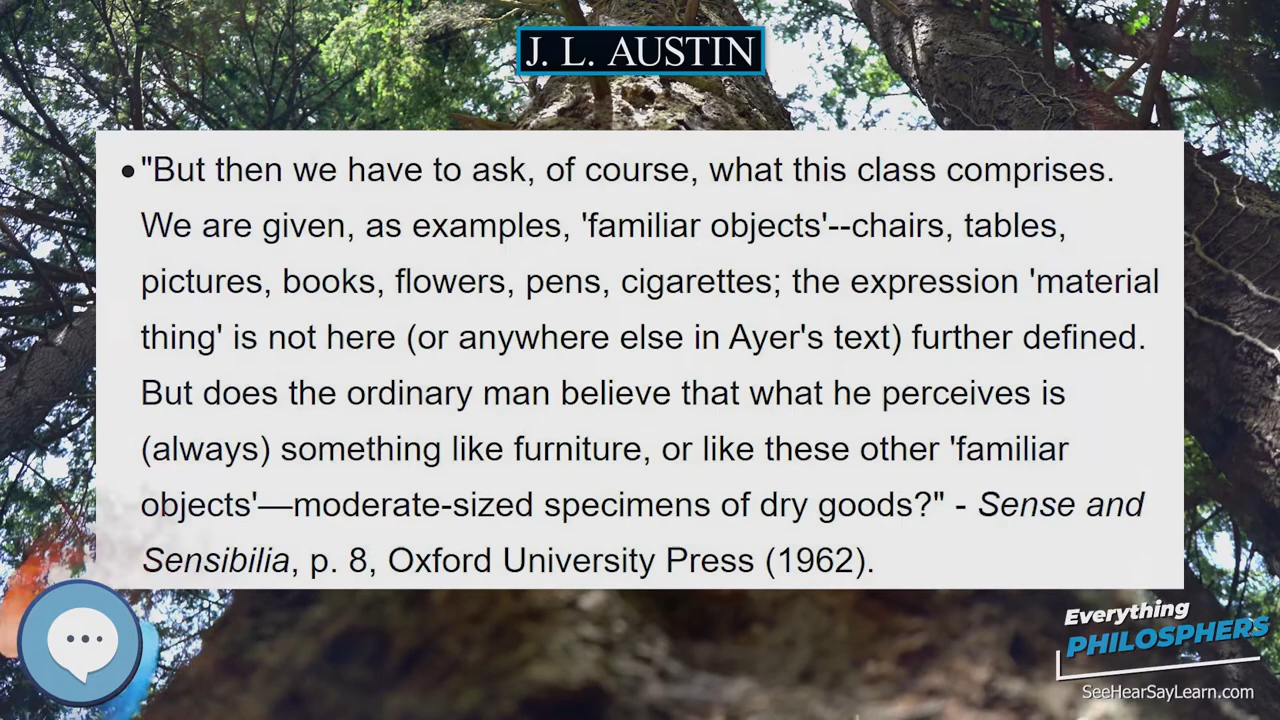 J. L. AUSTIN
•"But then we have to ask, of course, what this class comprises.
We are given, as examples, 'familiar objects'--chairs, tables,
pictures, books, flowers, pens, cigarettes; the expression 'material
thing' is not here (or anywhere else in Ayer's text) further defined.
But does the ordinary man believe that what he perceives is
(always) something like furniture, or like these other 'familiar
objects'—moderate-sized specimens of dry goods?" - Sense and
Sensibilia, p. 8, Oxford University Press (1962).
Everything
PHILOSPHERS
SeeHearSayLearn.com